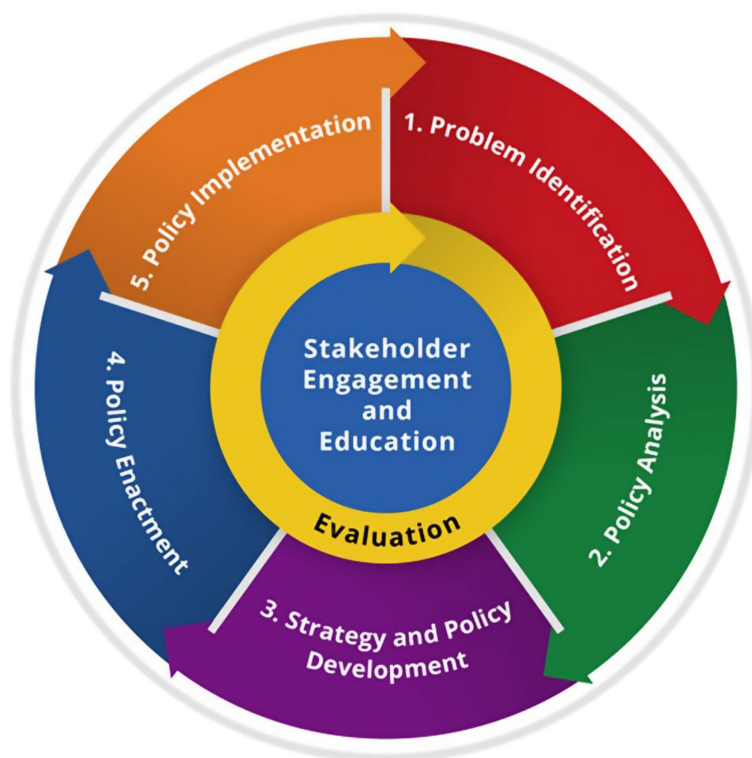 1. Problem Identification
2. Policy Analysis
3. Strategy and Policy
Development
4. Policy Enactment
5. Policy Implementation
Stakeholder
Engagement
and
Education
Evaluation